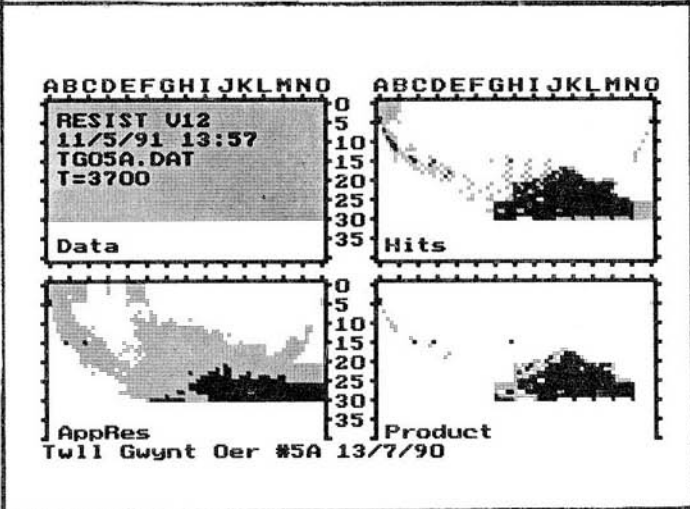 ABCDEFGHIJKLMNO ABCDEFGHIJKLMNO
RESIST V12
11/5/91 13:57
TG05A.DAT
T=3700
0
5
10
15
20
25
30
35
Data
Hits
0
5
10
15
20
25
30
35
AppRes
Product
Twll Gwynt Oer #5A 13/7/90